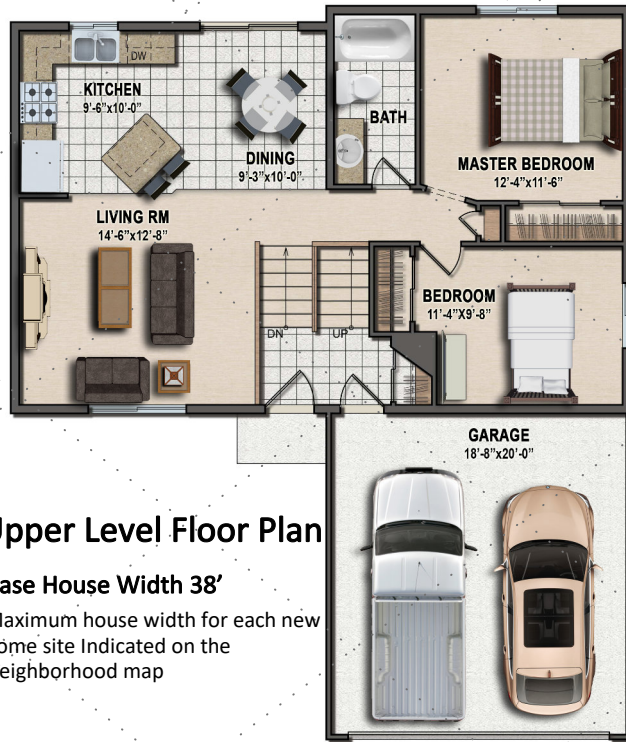 DW
KITCHEN
9'-6"x10'-0"
DINING
9'-3"x10'-0"
BATH
MASTER BEDROOM
12'-4"x11'-6"
LIVING RM
14'-6"x12'-8"
BEDROOM
11'-4"X9'-8"
DN
UP
GARAGE
18'-8"x20'-0"
pper Level Floor Plan
ase House Width 38’
aximum house width for each new
ome site Indicated on the
eighborhood map